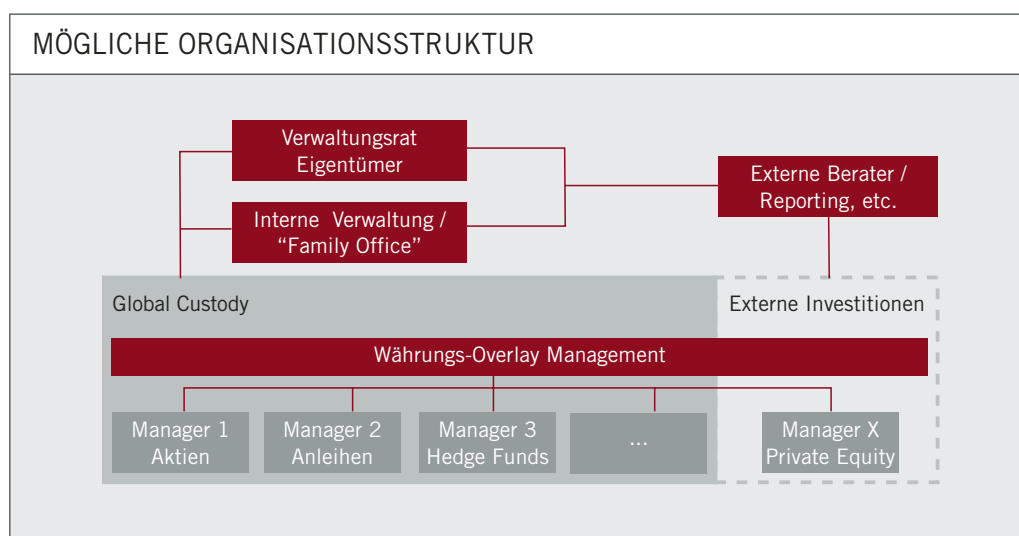 MÖGLICHE ORGANISATIONSSTRUKTUR
Verwaltungsrat
Eigentümer
Interne Verwaltung /
“Family Office”
Externe Berater /
Reporting, etc.
Global Custody
Externe Investitionen
Währungs-Overlay Management
Manager 1
Aktien
Manager 2
Anleihen
Manager 3
Hedge Funds
...
Manager X
Private Equity